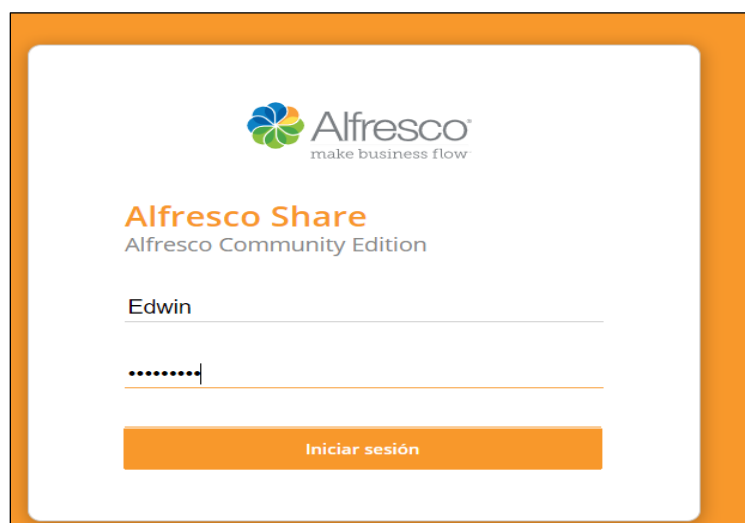 Alfresco
make business flow
Alfresco Share
Alfresco Community Edition
Edwin
•••••••••
Iniciar sesión